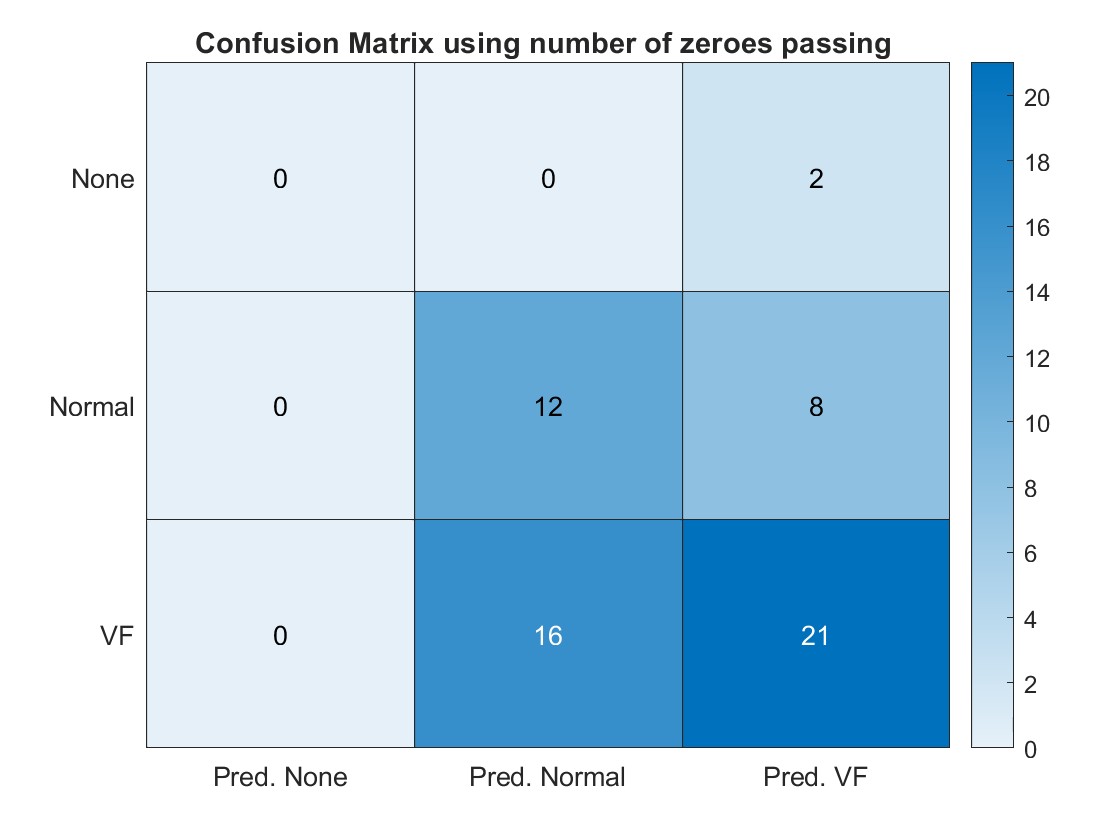 Confusion Matrix using number of zeroes passing
None 0 0 2
Normal 0 12 8
VF 0 16 21
Pred. None Pred. Normal Pred. VF
20
18
16
14
12
10
8
6
4
2
0